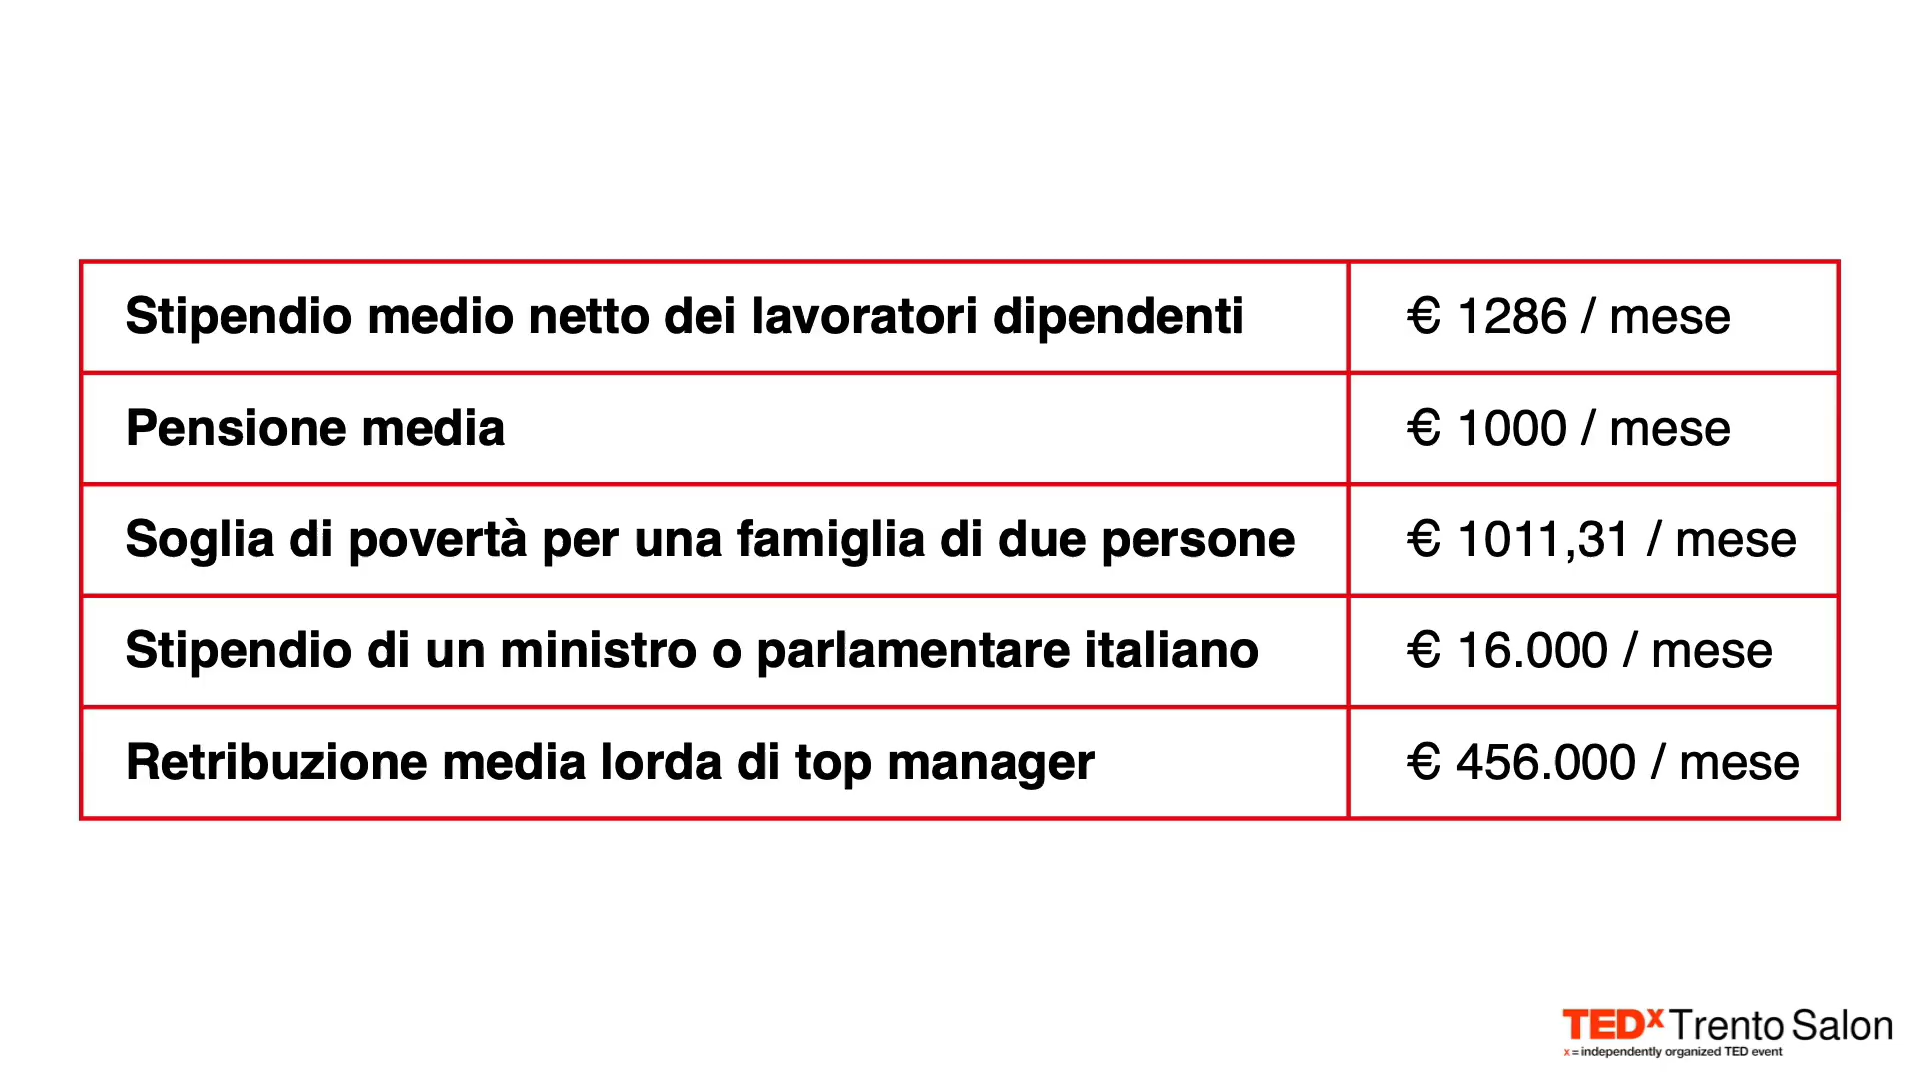 Stipendio medio netto dei lavoratori dipendenti € 1286 / mese
Pensione media € 1000 / mese
Soglia di povertà per una famiglia di due persone € 1011,31 / mese
Stipendio di un ministro o parlamentare italiano € 16.000 / mese
Retribuzione media lorda di top manager € 456.000 / mese
TEDx Trento Salon
x = independently organized TED event